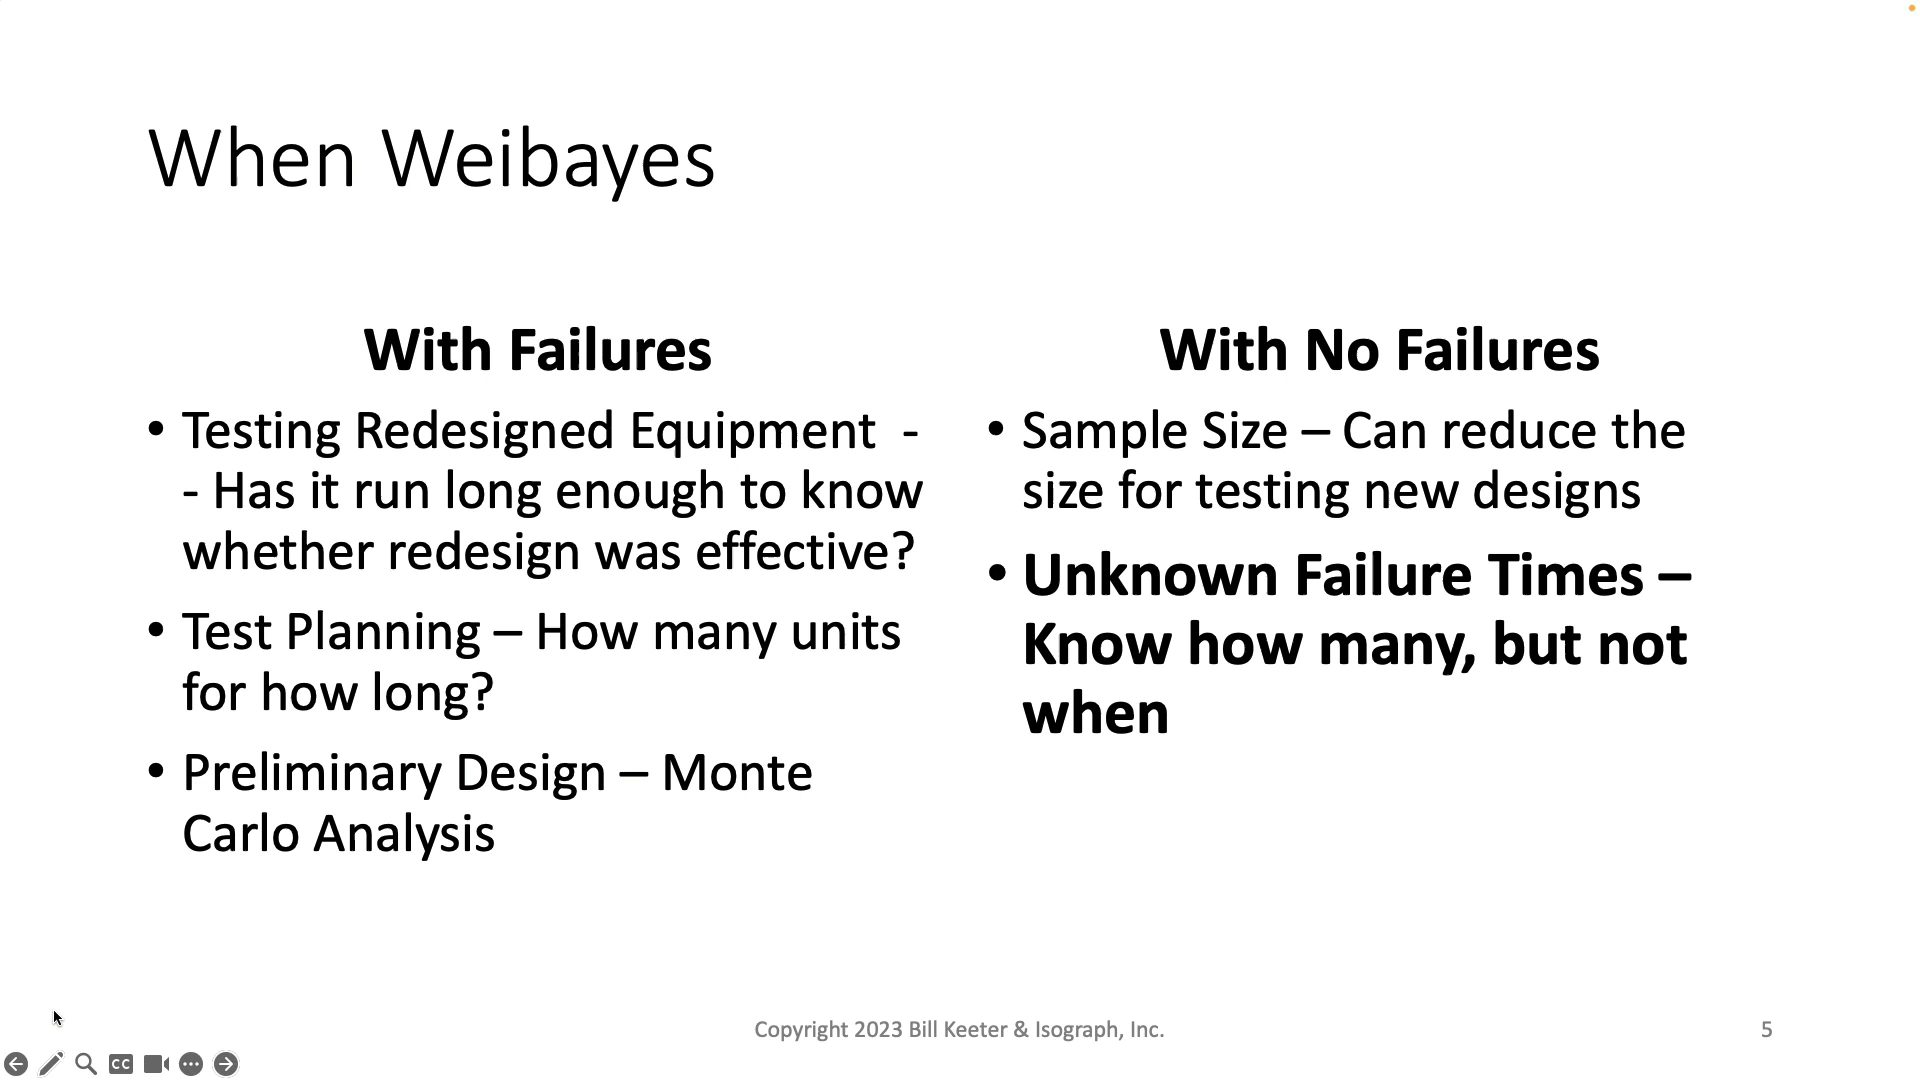 When Weibayes
With Failures
• Testing Redesigned Equipment  -
- Has it run long enough to know
whether redesign was effective?
• Test Planning – How many units
for how long?
• Preliminary Design – Monte
Carlo Analysis
With No Failures
• Sample Size – Can reduce the
size for testing new designs
• Unknown Failure Times –
Know how many, but not
when
Copyright 2023 Bill Keeter & Isograph, Inc.
5
CC